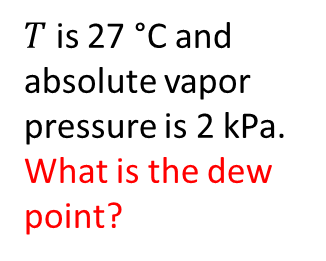 T is 27 °C and
absolute vapor
pressure is 2 kPa.
What is the dew
point?